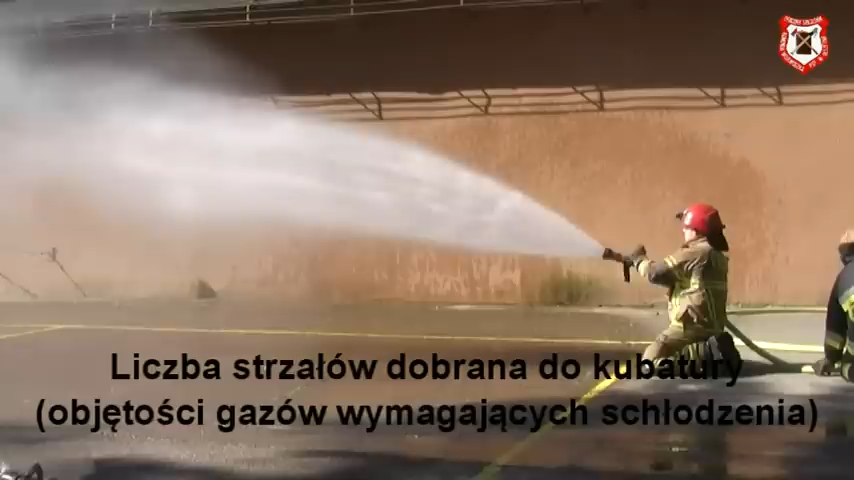 Liczba strzałów dobrana do kubatury
(objętości gazów wymagających schłodzenia)